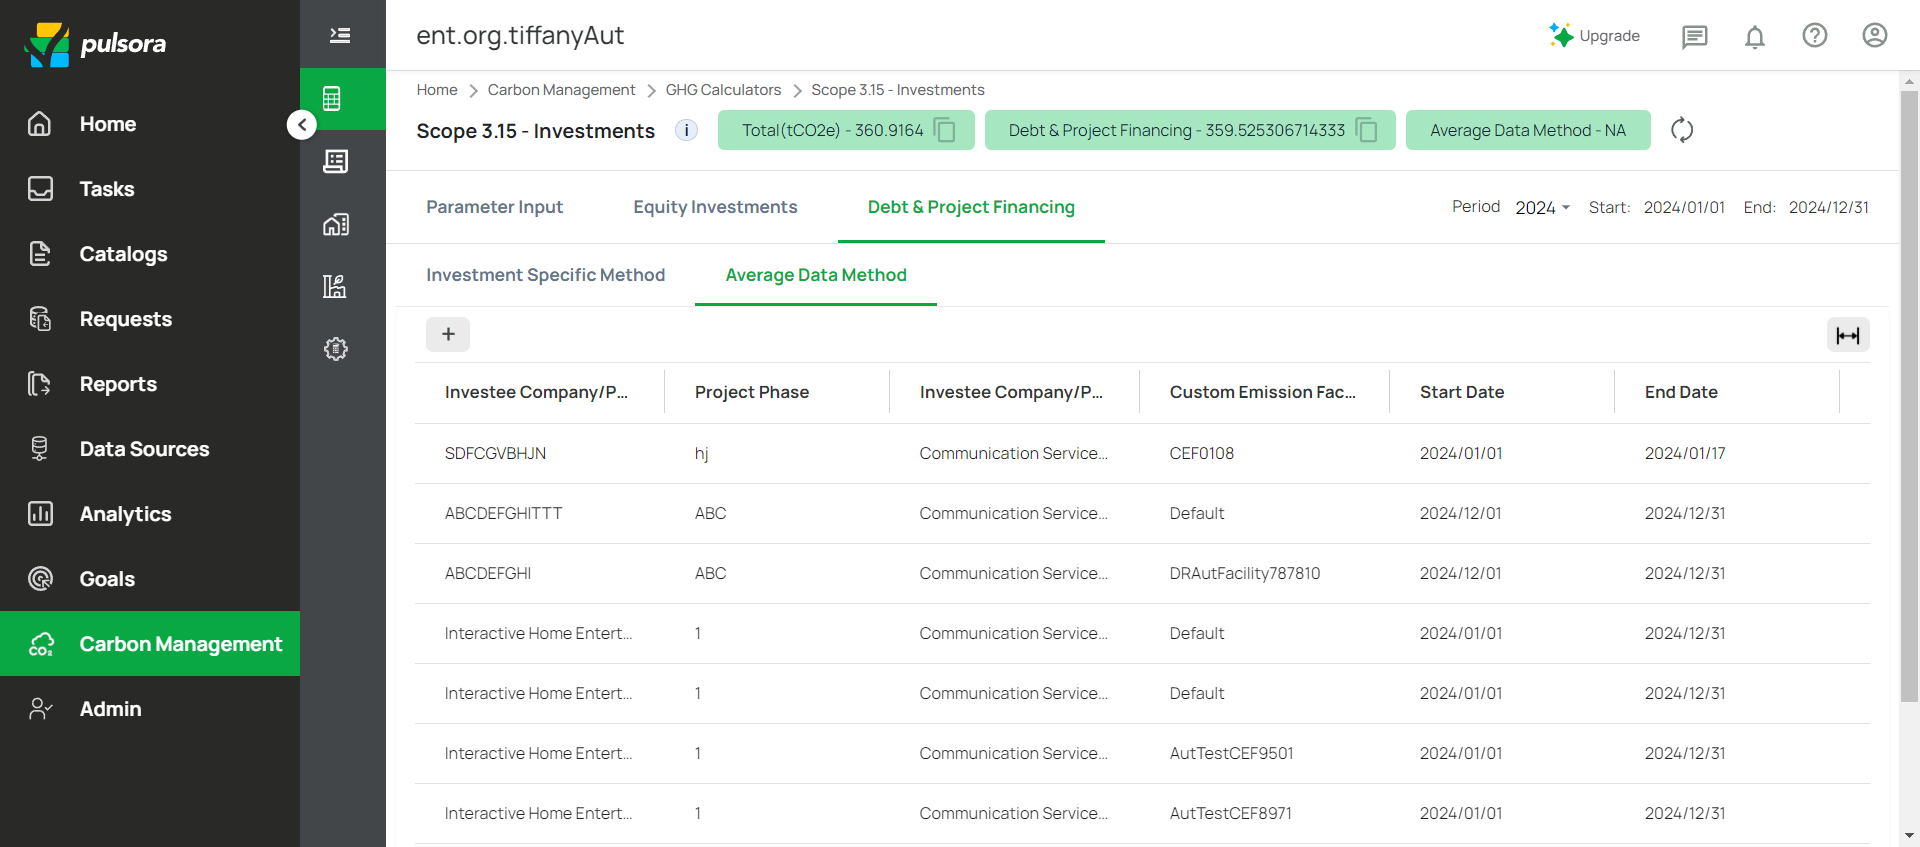 pulsora
Home
Tasks
Catalogs
Requests
Reports
Data Sources
Analytics
Goals
CO₂ Carbon Management
Admin
ent.org.tiffanyAut
Upgrade
Home > Carbon Management > GHG Calculators > Scope 3.15 - Investments
Scope 3.15 - Investments i Total(tCO2e) - 360.9164 Debt & Project Financing - 359.525306714333 Average Data Method - NA
Parameter Input Equity Investments Debt & Project Financing Period 2024 Start: 2024/01/01 End: 2024/12/31
Investment Specific Method Average Data Method
+
Investee Company/P... Project Phase Investee Company/P... Custom Emission Fac... Start Date End Date
SDFCGVBHJN hj Communication Service... CEF0108 2024/01/01 2024/01/17
ABCDEFGHITTT ABC Communication Service... Default 2024/12/01 2024/12/31
ABCDEFGHI ABC Communication Service... DRAutFacility787810 2024/12/01 2024/12/31
Interactive Home Entert... 1 Communication Service... Default 2024/01/01 2024/12/31
Interactive Home Entert... 1 Communication Service... Default 2024/01/01 2024/12/31
Interactive Home Entert... 1 Communication Service... AutTestCEF9501 2024/01/01 2024/12/31
Interactive Home Entert... 1 Communication Service... AutTestCEF8971 2024/01/01 2024/12/31